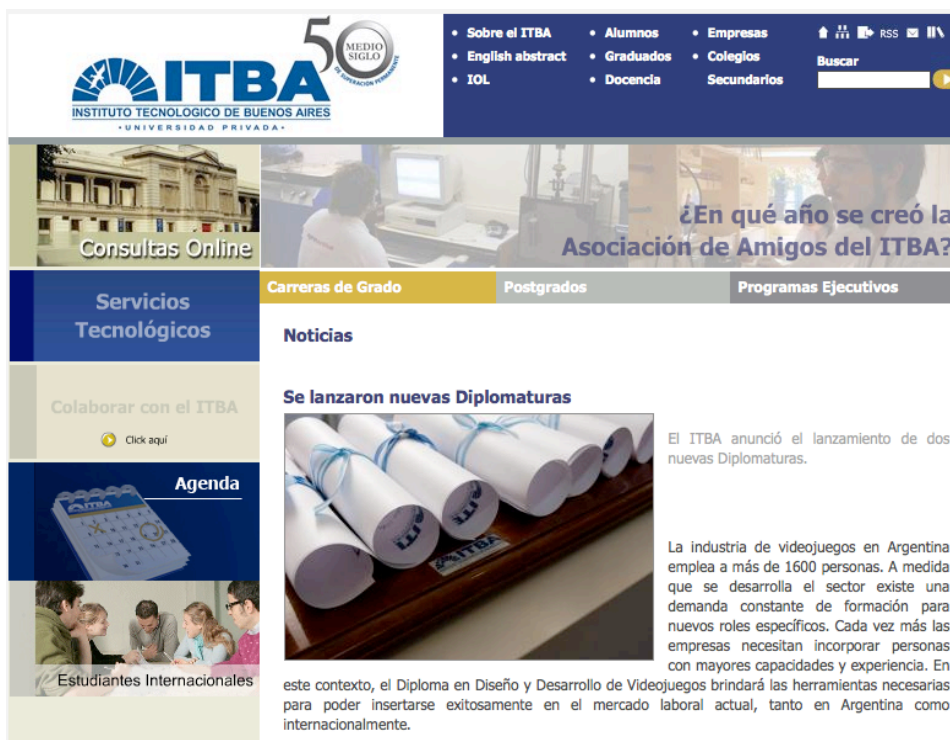 50
MEDIO
SIGLO
DE SUPERACIÓN PERMANENTE
ITBA
INSTITUTO TECNOLOGICO DE BUENOS AIRES
• UNIVERSIDAD PRIVADA •
• Sobre el ITBA
• English abstract
• IOL
• Alumnos
• Graduados
• Docencia
• Empresas
• Colegios
Secundarios
RSS
Buscar
Consultas Online
¿En qué año se creó la
Asociación de Amigos del ITBA?
Servicios
Tecnológicos
Colaborar con el ITBA
Click aquí
Agenda
ITBA
Estudiantes Internacionales
Carreras de Grado
Postgrados
Programas Ejecutivos
Noticias
Se lanzaron nuevas Diplomaturas
ITBA
El ITBA anunció el lanzamiento de dos
nuevas Diplomaturas.
La industria de videojuegos en Argentina
emplea a más de 1600 personas. A medida
que se desarrolla el sector existe una
demanda constante de formación para
nuevos roles específicos. Cada vez más las
empresas necesitan incorporar personas
con mayores capacidades y experiencia. En
este contexto, el Diploma en Diseño y Desarrollo de Videojuegos brindará las herramientas necesarias
para poder insertarse exitosamente en el mercado laboral actual, tanto en Argentina como
internacionalmente.